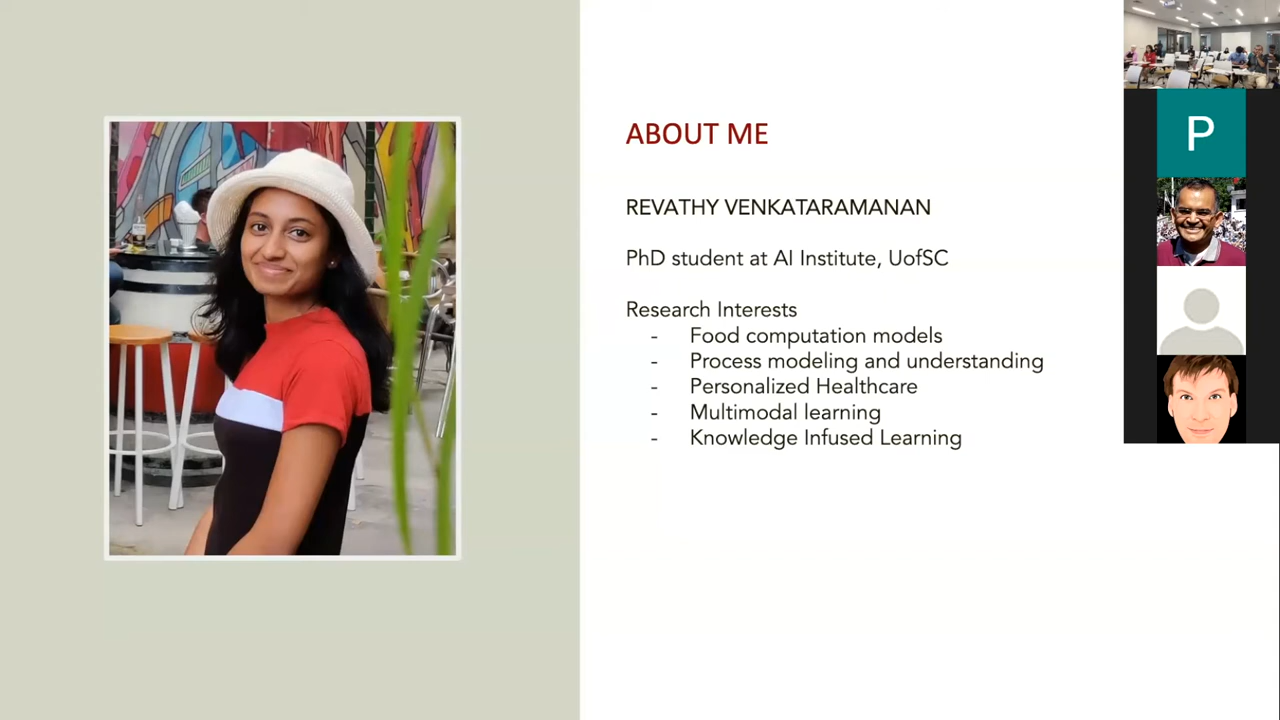 ABOUT ME
REVATHY VENKATARAMANAN
PhD student at AI Institute, UofSC
Research Interests
- Food computation models
- Process modeling and understanding
- Personalized Healthcare
- Multimodal learning
- Knowledge Infused Learning
P